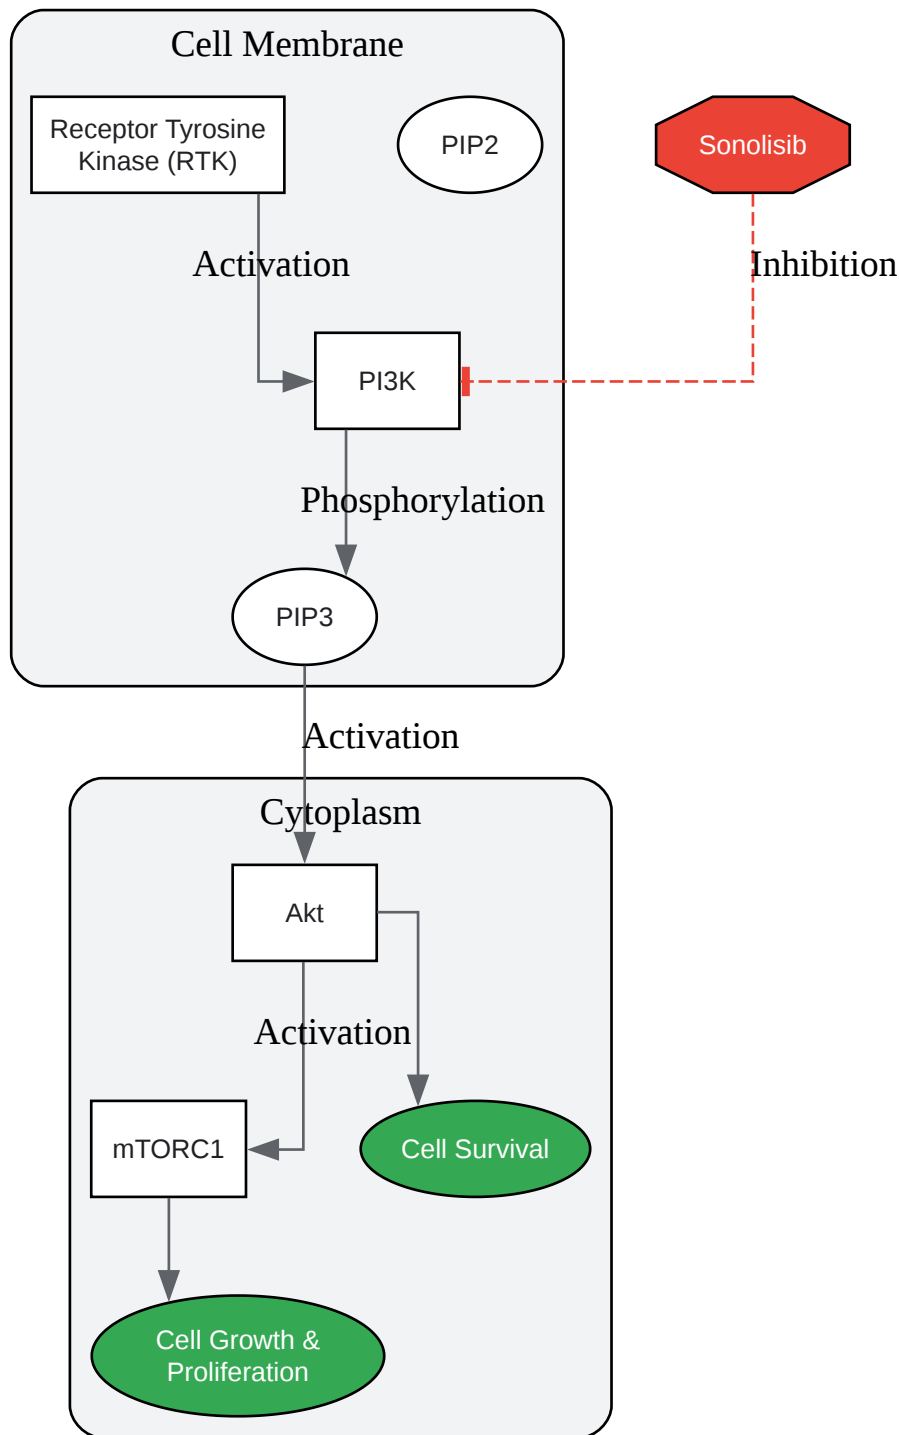 Cell Membrane
Receptor Tyrosine
Kinase (RTK)
PIP2
Sonolisib
Activation
Inhibition
PI3K
Phosphorylation
PIP3
Activation
Cytoplasm
Akt
Activation
mTORC1
Cell Survival
Cell Growth &
Proliferation